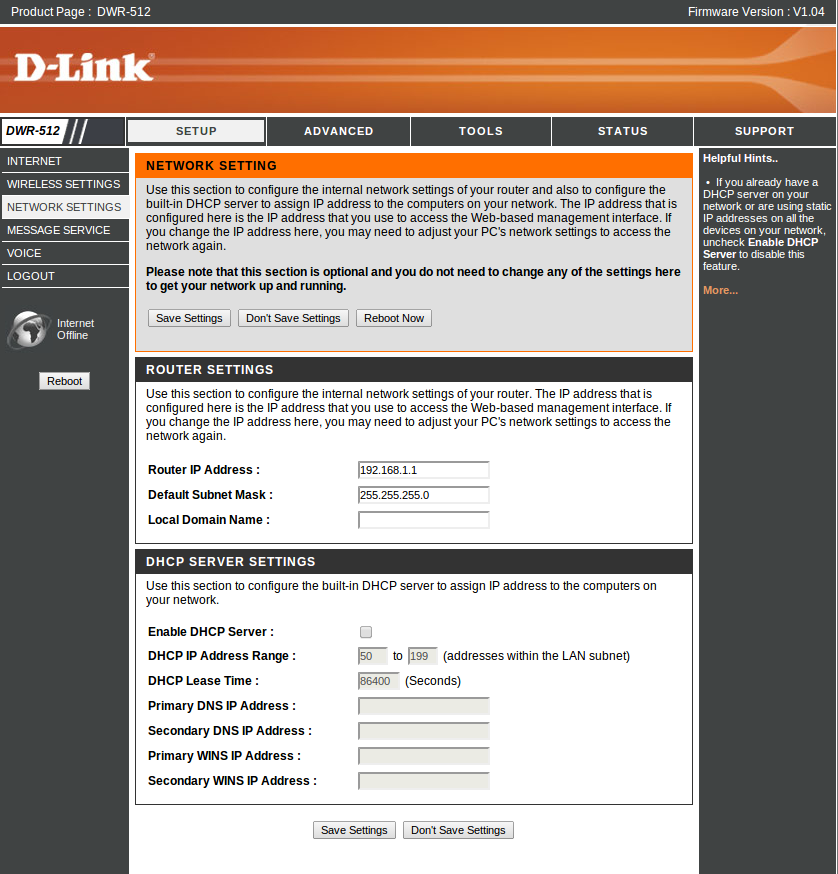 Product Page : DWR-512 Firmware Version : V1.04
D-Link®
DWR-512 SETUP ADVANCED TOOLS STATUS SUPPORT
INTERNET
WIRELESS SETTINGS
NETWORK SETTINGS
MESSAGE SERVICE
VOICE
LOGOUT
Internet
Offline
Reboot
NETWORK SETTING
Use this section to configure the internal network settings of your router and also to configure the
built-in DHCP server to assign IP address to the computers on your network. The IP address that is
configured here is the IP address that you use to access the Web-based management interface. If
you change the IP address here, you may need to adjust your PC's network settings to access the
network again.
Please note that this section is optional and you do not need to change any of the settings here
to get your network up and running.
Save Settings Don't Save Settings Reboot Now
ROUTER SETTINGS
Use this section to configure the internal network settings of your router. The IP address that is
configured here is the IP address that you use to access the Web-based management interface. If
you change the IP address here, you may need to adjust your PC's network settings to access the
network again.
Router IP Address : 192.168.1.1
Default Subnet Mask : 255.255.255.0
Local Domain Name :
DHCP SERVER SETTINGS
Use this section to configure the built-in DHCP server to assign IP address to the computers on
your network.
Enable DHCP Server :
DHCP IP Address Range : 50 to 199 (addresses within the LAN subnet)
DHCP Lease Time : 86400 (Seconds)
Primary DNS IP Address :
Secondary DNS IP Address :
Primary WINS IP Address :
Secondary WINS IP Address :
Save Settings Don't Save Settings
Helpful Hints..
• If you already have a
DHCP server on your
network or are using static
IP addresses on all the
devices on your network,
uncheck Enable DHCP
Server to disable this
feature.
More...